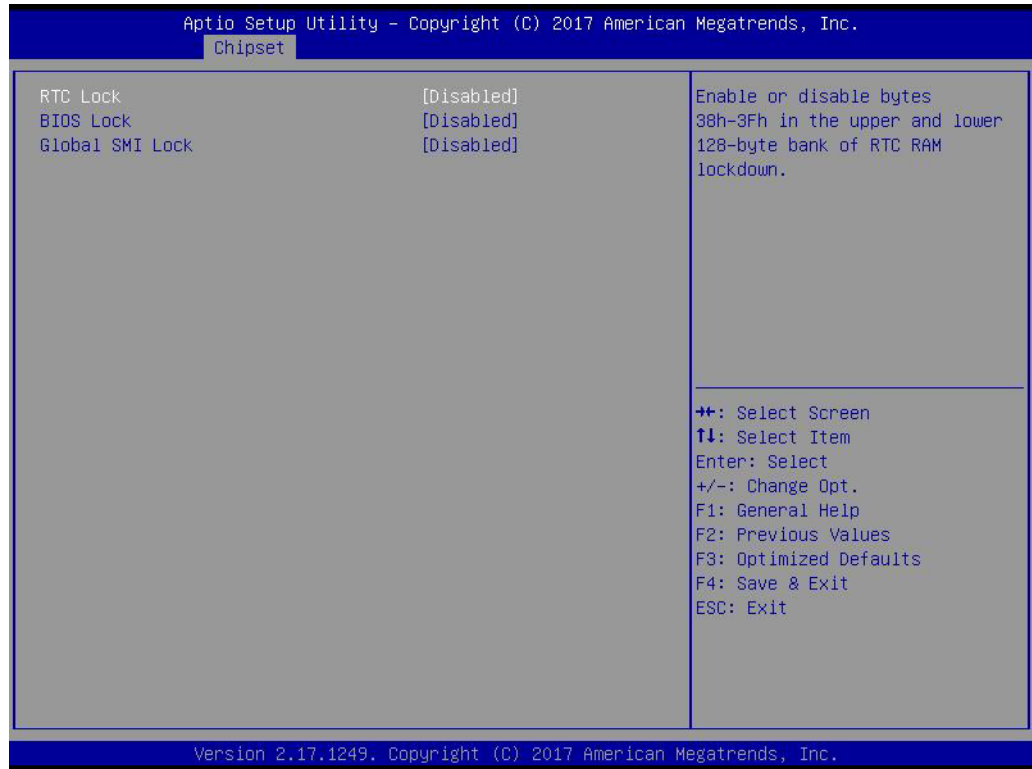 Aptio Setup Utility – Copyright (C) 2017 American Megatrends, Inc.
Chipset
RTC Lock [Disabled]
BIOS Lock [Disabled]
Global SMI Lock [Disabled]
Enable or disable bytes
38h-3Fh in the upper and lower
128-byte bank of RTC RAM
lockdown.
→←: Select Screen
↑↓: Select Item
Enter: Select
+/-: Change Opt.
F1: General Help
F2: Previous Values
F3: Optimized Defaults
F4: Save & Exit
ESC: Exit
Version 2.17.1249. Copyright (C) 2017 American Megatrends, Inc.